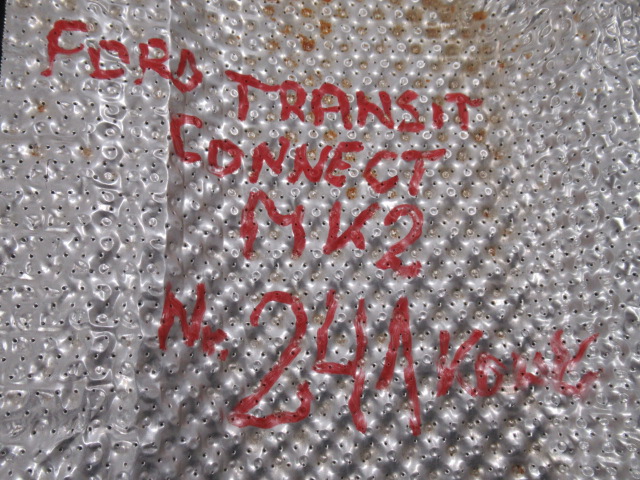 FORD TRANSIT
CONNECT
MK2
Nr. 241